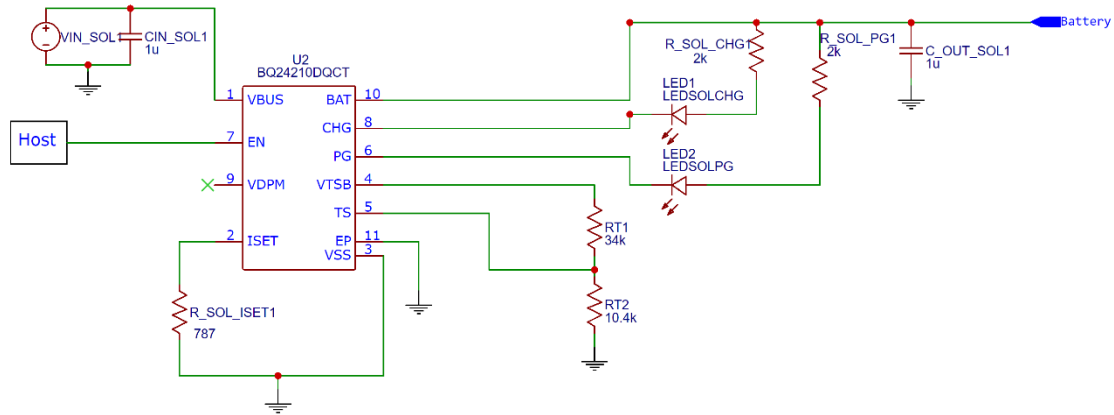 VIN_SOL1
CIN_SOL1
1u
Battery
R_SOL_CHG1
2k
R_SOL_PG1
2k
C_OUT_SOL1
1u
U2
BQ24210DQCT
LED1
LEDSOLCHG
1 VBUS BAT 10
Host
CHG 8
7 EN
PG 6
LED2
LEDSOLPG
9 VDPM VTSB 4
TS 5
RT1
34k
2 ISET EP 11
VSS 3
R_SOL_ISET1
787
RT2
10.4k